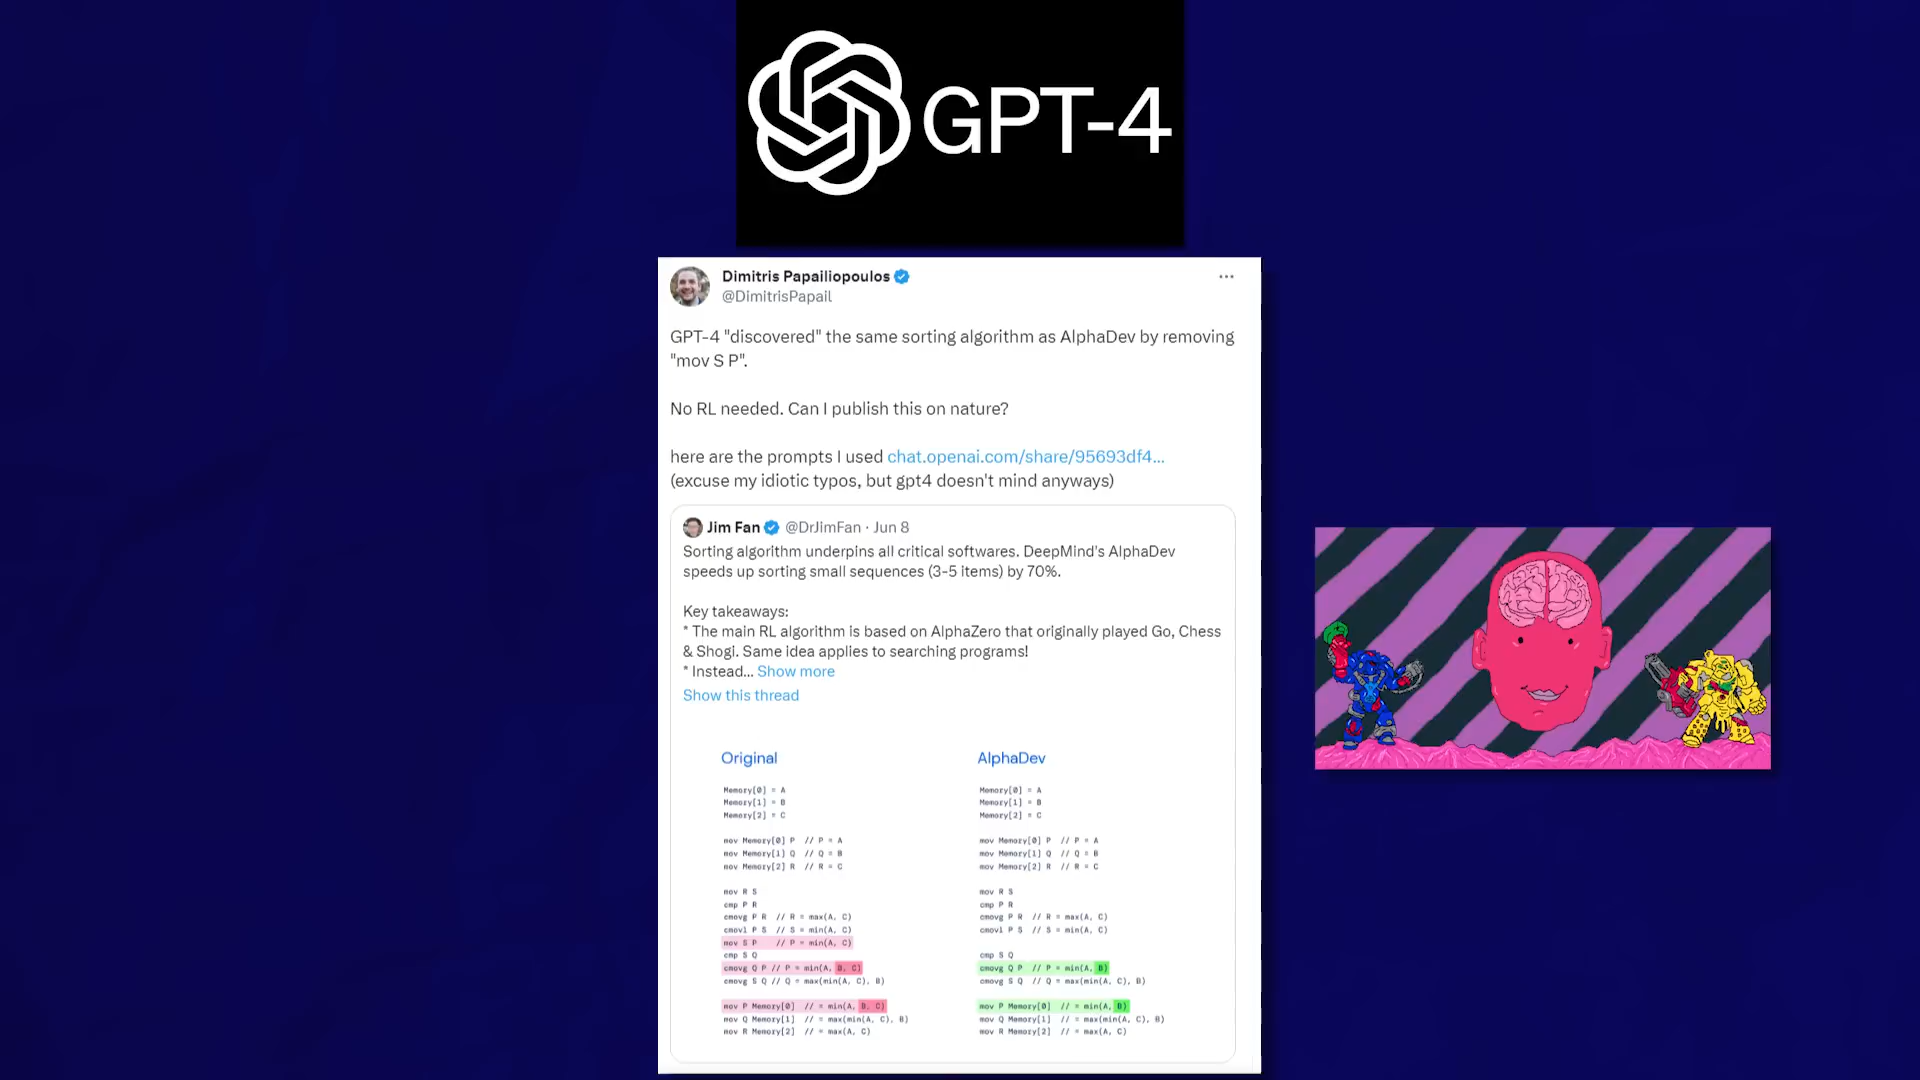 GPT-4
Dimitris Papailiopoulos
@DimitrisPapail
GPT-4 "discovered" the same sorting algorithm as AlphaDev by removing
"mov S P".
No RL needed. Can I publish this on nature?
here are the prompts I used chat.openai.com/share/95693df4...
(excuse my idiotic typos, but gpt4 doesn't mind anyways)
Jim Fan @DrJimFan · Jun 8
Sorting algorithm underpins all critical softwares. DeepMind's AlphaDev
speeds up sorting small sequences (3-5 items) by 70%.
Key takeaways:
* The main RL algorithm is based on AlphaZero that originally played Go, Chess
& Shogi. Same idea applies to searching programs!
* Instead... Show more
Show this thread
Original
Memory[0] = A
Memory[1] = B
Memory[2] = C
mov Memory[0] P // P = A
mov Memory[1] Q // Q = B
mov Memory[2] R // R = C
mov R S
cmp P R
cmovg P R // R = max(A, C)
cmovl P S // S = min(A, C)
mov S P // P = min(A, C)
cmp S Q
cmovg Q P // P = min(A, B, C)
cmovg S Q // Q = max(min(A, C), B)
mov P Memory[0] // = min(A, B, C)
mov Q Memory[1] // = max(min(A, C), B)
mov R Memory[2] // = max(A, C)
AlphaDev
Memory[0] = A
Memory[1] = B
Memory[2] = C
mov Memory[0] P // P = A
mov Memory[1] Q // Q = B
mov Memory[2] R // R = C
mov R S
cmp P R
cmovg P R // R = max(A, C)
cmovl P S // S = min(A, C)
cmp S Q
cmovg Q P // P = min(A, B)
cmovg S Q // Q = max(min(A, C), B)
mov P Memory[0] // = min(A, B)
mov Q Memory[1] // = max(min(A, C), B)
mov R Memory[2] // = max(A, C)